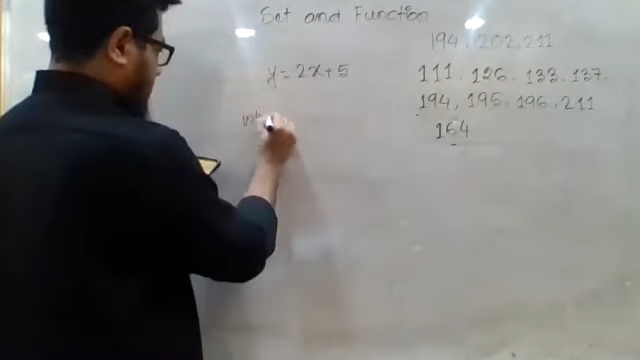 Set and Function
194, 202, 211
y = 2x + 5
111, 126, 133, 137.
194, 195, 196, 211
164